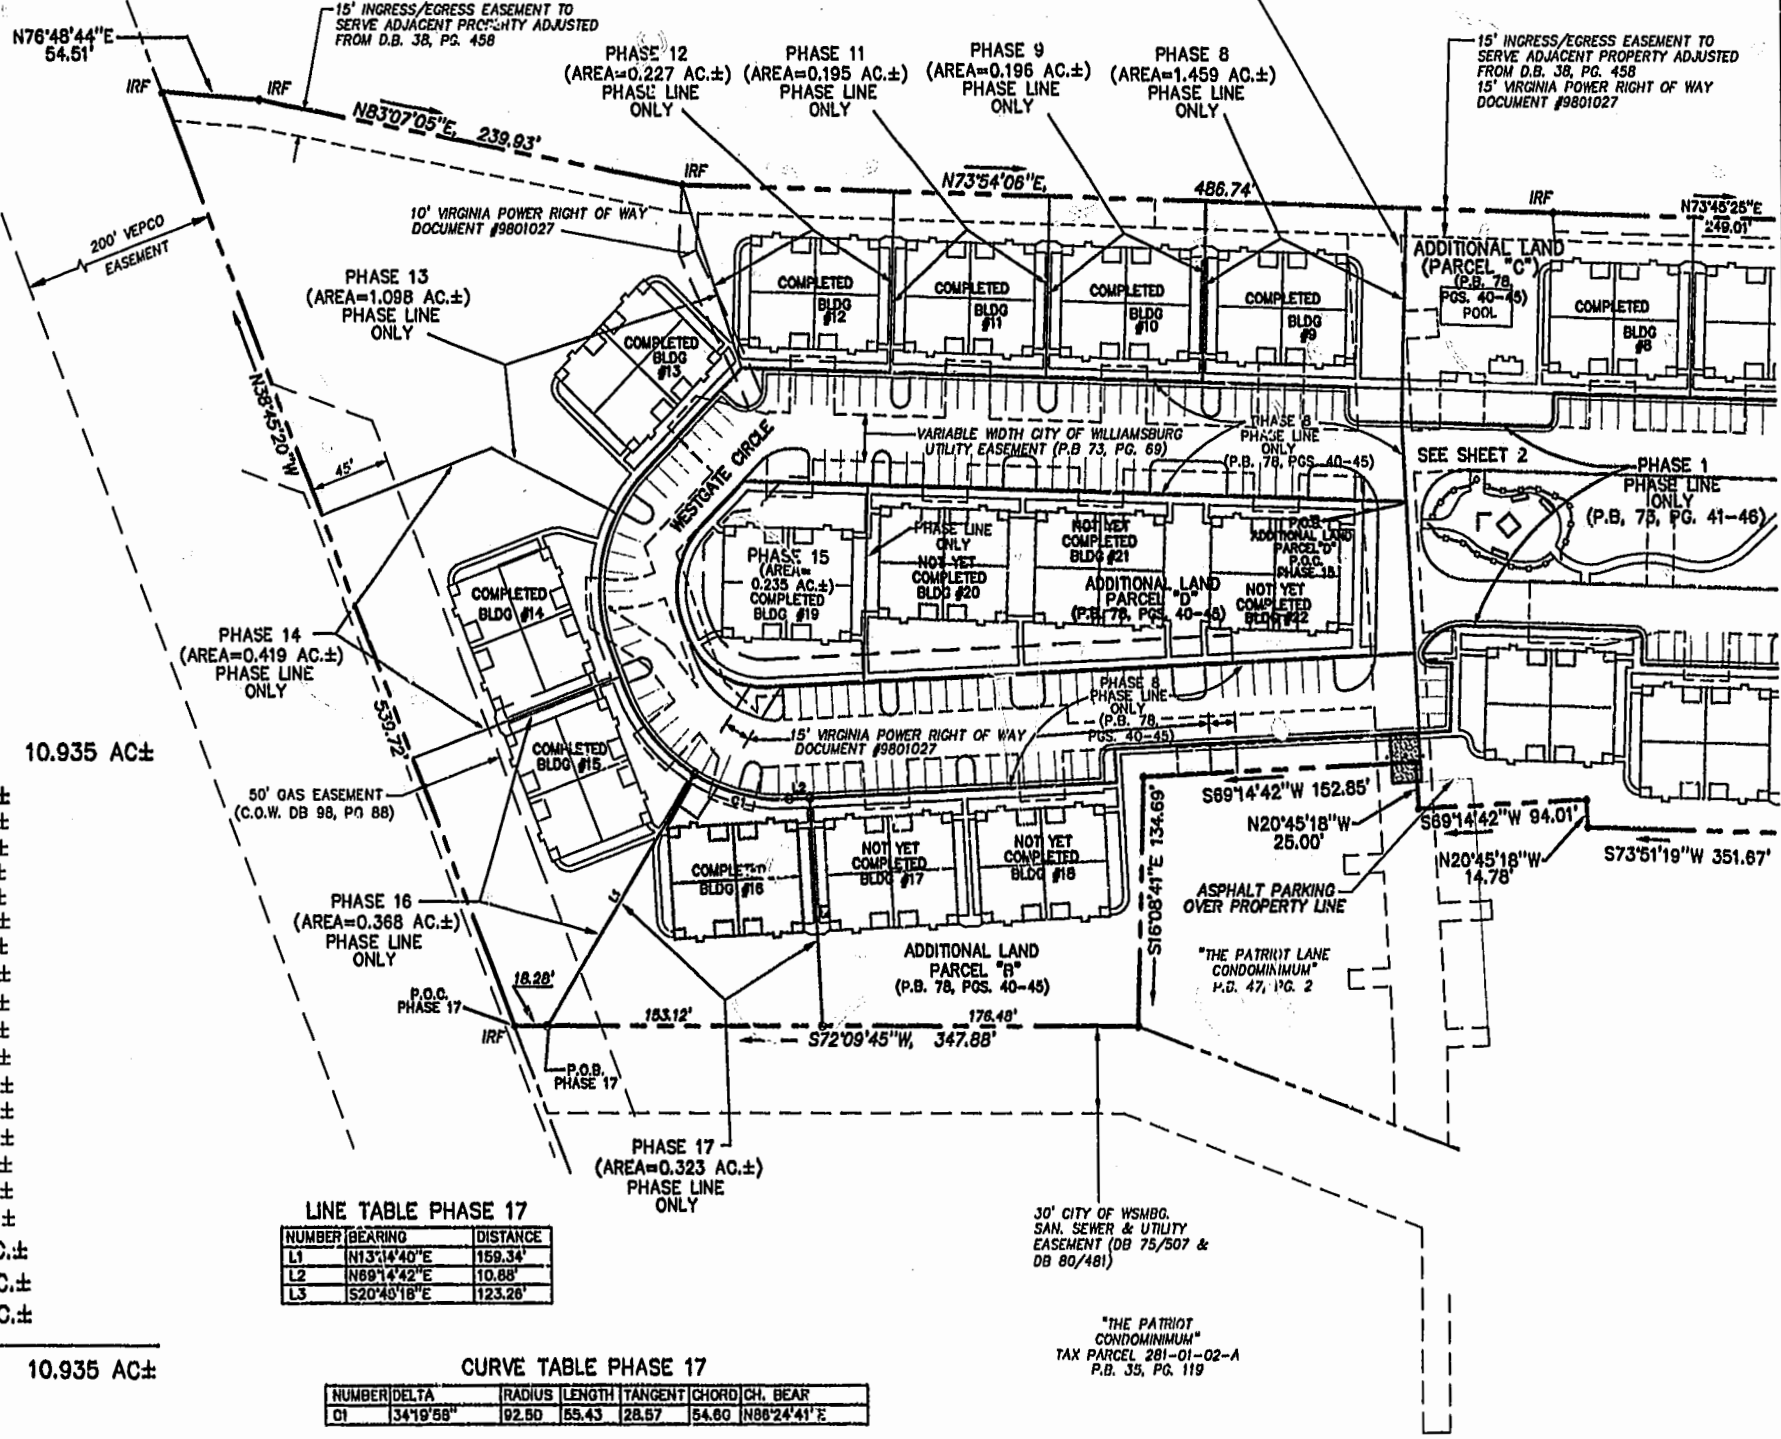 N76°48'44"E
54.51'
15' INGRESS/EGRESS EASEMENT TO
SERVE ADJACENT PROPERTY ADJUSTED
FROM D.B. 38, PG. 458
IRF
IRF
N83°07'05"E, 239.93'
PHASE 12
(AREA=0.227 AC.±)
PHASE LINE
ONLY
PHASE 11
(AREA=0.195 AC.±)
PHASE LINE
ONLY
PHASE 9
(AREA=0.196 AC.±)
PHASE LINE
ONLY
PHASE 8
(AREA=1.459 AC.±)
PHASE LINE
ONLY
15' INGRESS/EGRESS EASEMENT TO
SERVE ADJACENT PROPERTY ADJUSTED
FROM D.B. 38, PG. 458
15' VIRGINIA POWER RIGHT OF WAY
DOCUMENT #9801027
IRF
N73°54'06"E,
486.74'
IRF
N73°45'25"E
249.01'
10' VIRGINIA POWER RIGHT OF WAY
DOCUMENT #9801027
200' VEPCO
EASEMENT
PHASE 13
(AREA=1.098 AC.±)
PHASE LINE
ONLY
COMPLETED
BLDG
#13
COMPLETED
BLDG
#12
COMPLETED
BLDG
#11
COMPLETED
BLDG
#10
COMPLETED
BLDG
#9
ADDITIONAL LAND
(PARCEL "C")
(P.B. 78,
PGS. 40-45)
POOL
COMPLETED
BLDG
#8
N38°45'20"W
539.72'
45'
WESTGATE CIRCLE
VARIABLE WIDTH CITY OF WILLIAMSBURG
UTILITY EASEMENT (P.B 73, PG. 69)
PHASE 8
PHASE LINE
ONLY
(P.B. 78, PGS. 40-45)
SEE SHEET 2
PHASE 1
PHASE LINE
ONLY
(P.B. 75, PG. 41-46)
PHASE 15
(AREA=
0.235 AC.±)
COMPLETED
BLDG #19
PHASE LINE
ONLY
NOT YET
COMPLETED
BLDG #20
NOT YET
COMPLETED
BLDG #21
ADDITIONAL LAND
PARCEL "D"
(P.B. 78, PGS. 40-45)
P.O.B.
ADDITIONAL LAND
PARCEL "D"
P.O.C.
PHASE 15
NOT YET
COMPLETED
BLDG #22
COMPLETED
BLDG #14
PHASE 14
(AREA=0.419 AC.±)
PHASE LINE
ONLY
PHASE 8
PHASE LINE
ONLY
(P.B. 78,
PGS. 40-45)
15' VIRGINIA POWER RIGHT OF WAY
DOCUMENT #9801027
10.935 AC±
COMPLETED
BLDG #15
50' GAS EASEMENT
(C.O.W. DB 98, PG 88)
C1
L2
S69°14'42"W 152.85'
N20°45'18"W
25.00'
S69°14'42"W 94.01'
N20°45'18"W
14.78'
S73°51'19"W 351.67'
S16°08'41"E 134.69'
COMPLETED
BLDG #16
NOT YET
COMPLETED
BLDG #17
NOT YET
COMPLETED
BLDG #18
ASPHALT PARKING
OVER PROPERTY LINE
PHASE 16
(AREA=0.368 AC.±)
PHASE LINE
ONLY
ADDITIONAL LAND
PARCEL "B"
(P.B. 78, PGS. 40-45)
"THE PATRIOT LANE
CONDOMINIMUM"
P.B. 47, PG. 2
P.O.C.
PHASE 17
18.28'
IRF
153.12'
176.48'
S72°09'45"W, 347.88'
P.O.B.
PHASE 17
PHASE 17
(AREA=0.323 AC.±)
PHASE LINE
ONLY
30' CITY OF WSMBG.
SAN. SEWER & UTILITY
EASEMENT (DB 75/507 &
DB 80/481)
LINE TABLE PHASE 17
NUMBER BEARING DISTANCE
L1 N13°14'40"E 159.34'
L2 N69°14'42"E 10.88'
L3 S20°45'18"E 123.26'
"THE PATRIOT
CONDOMINIMUM"
TAX PARCEL 281-01-02-A
P.B. 35, PG. 119
10.935 AC±
CURVE TABLE PHASE 17
NUMBER DELTA RADIUS LENGTH TANGENT CHORD CH. BEAR
C1 34°19'58" 92.50 55.43 28.57 54.60 N86°24'41"E